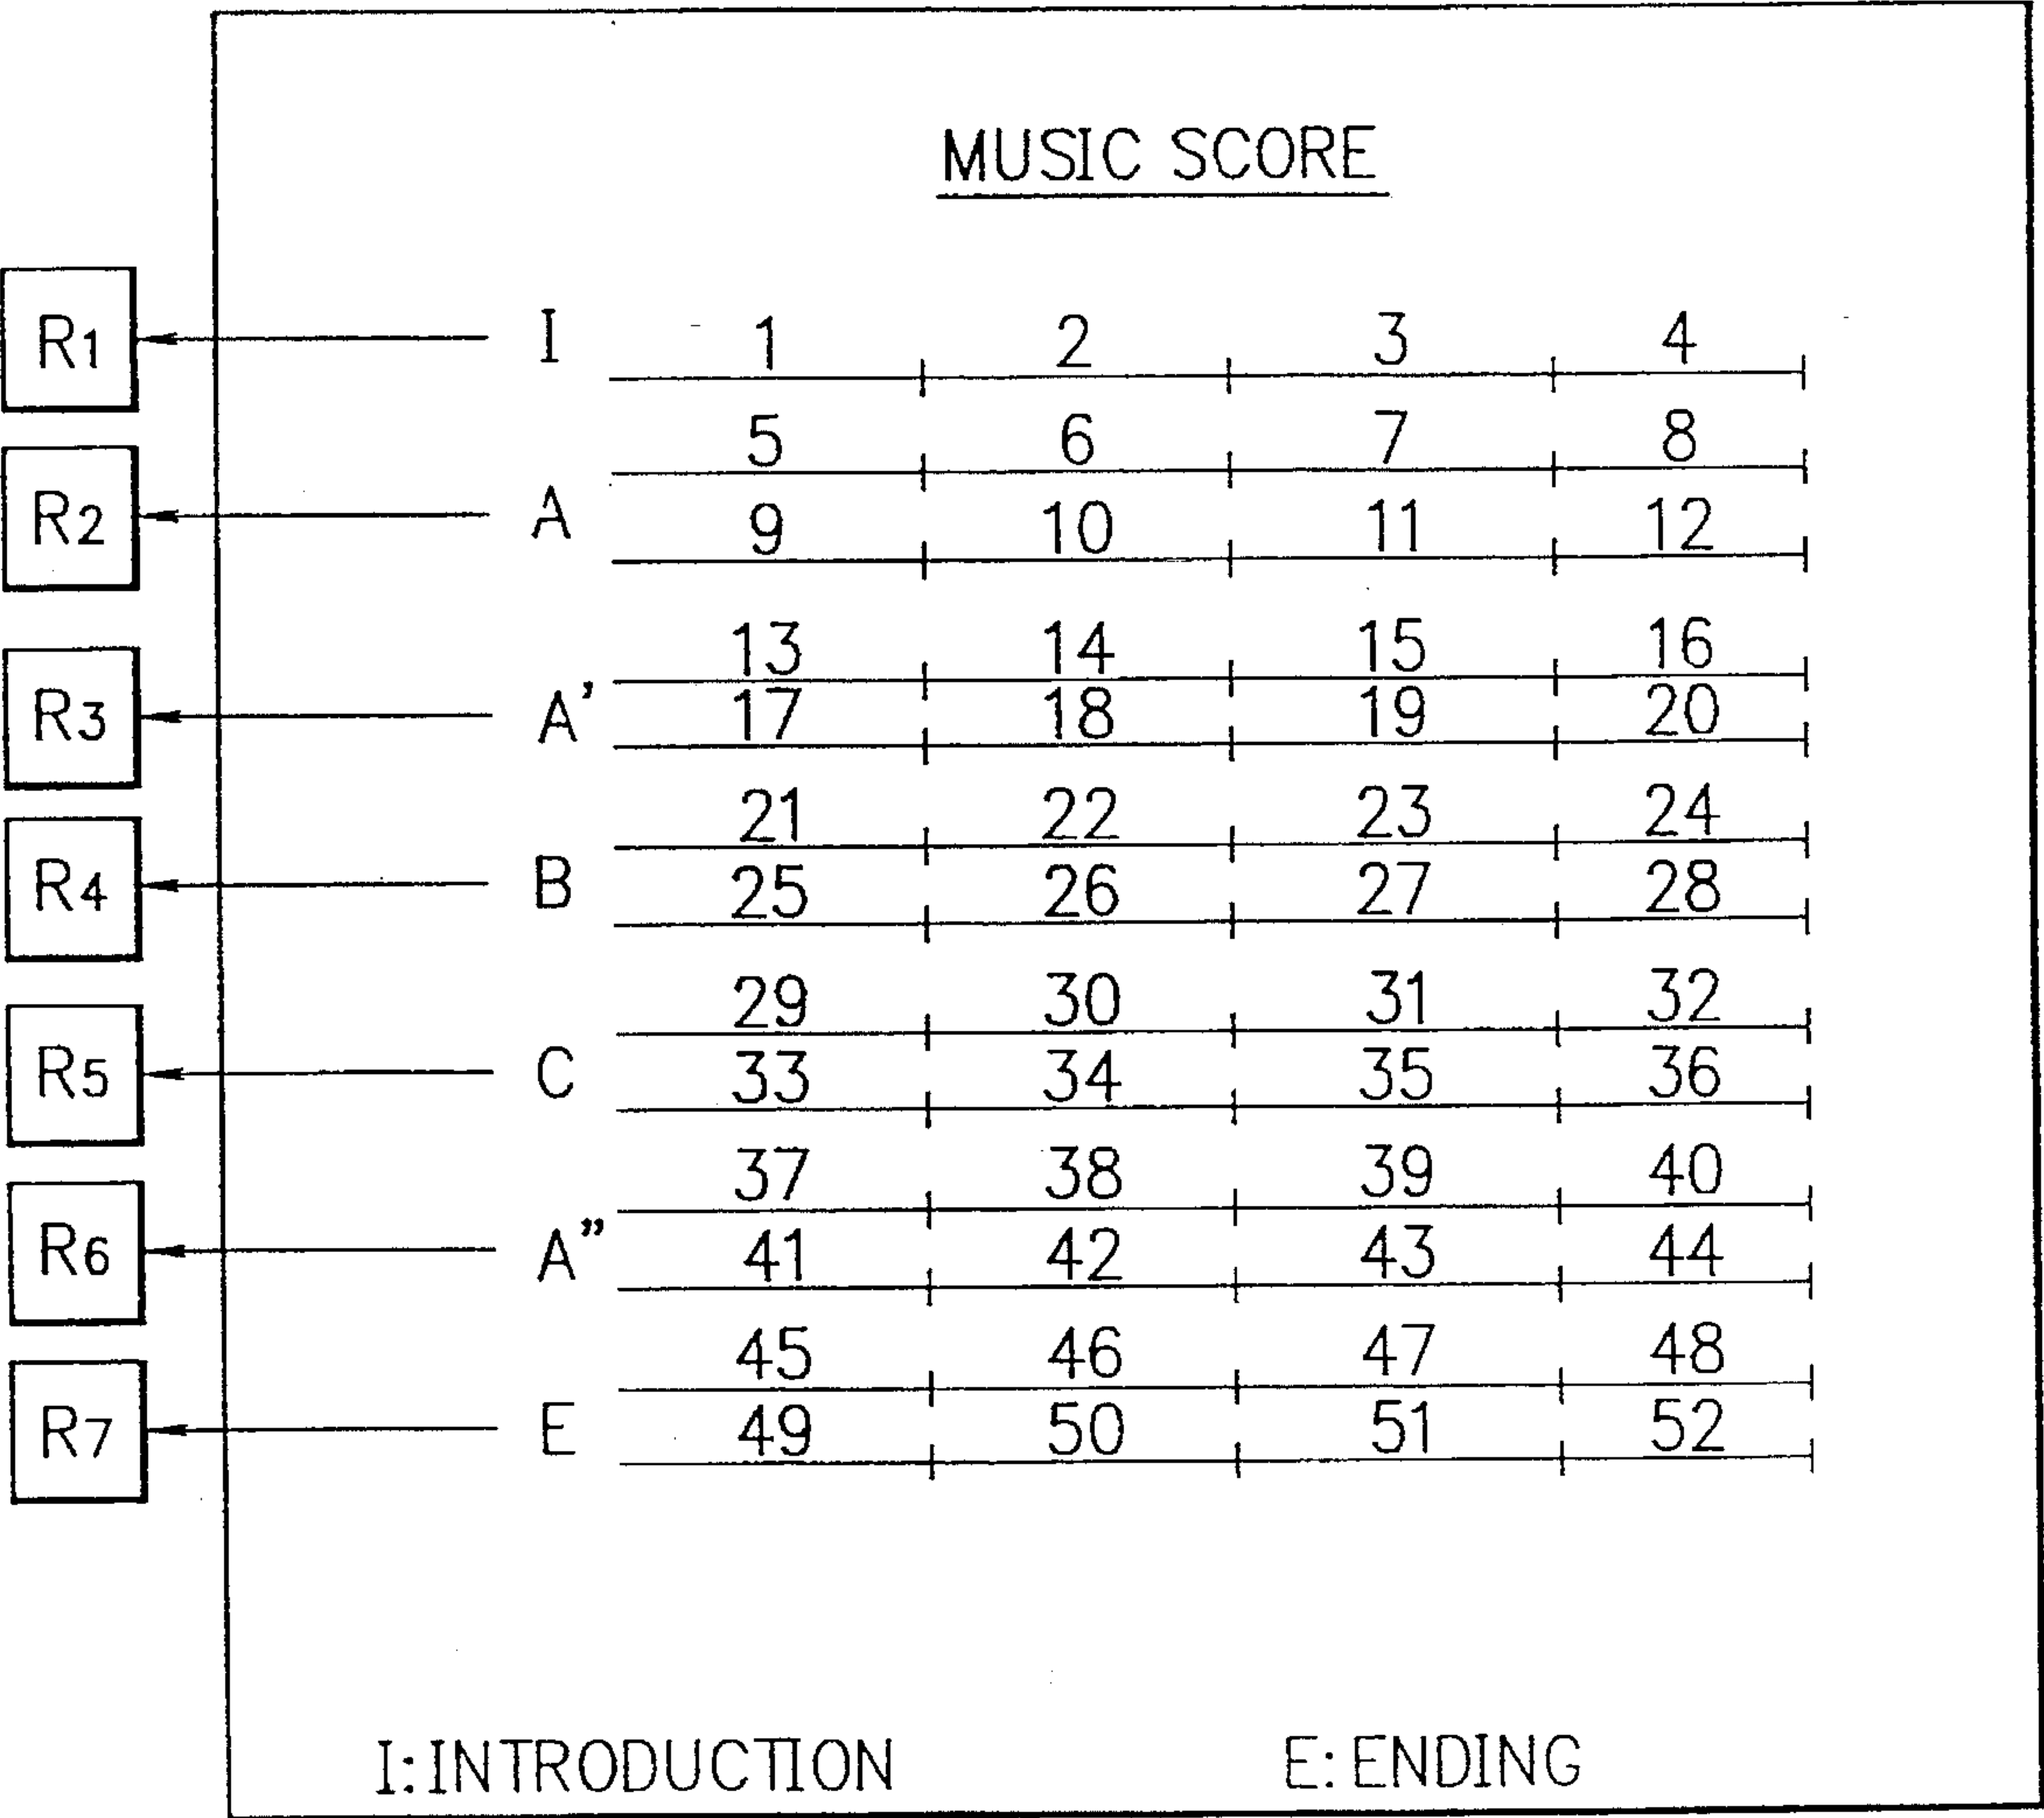 MUSIC SCORE
R1 I 1 2 3 4
5 6 7 8
R2 A 9 10 11 12
13 14 15 16
R3 A' 17 18 19 20
21 22 23 24
R4 B 25 26 27 28
29 30 31 32
R5 C 33 34 35 36
37 38 39 40
R6 A" 41 42 43 44
45 46 47 48
R7 E 49 50 51 52
I: INTRODUCTION E: ENDING